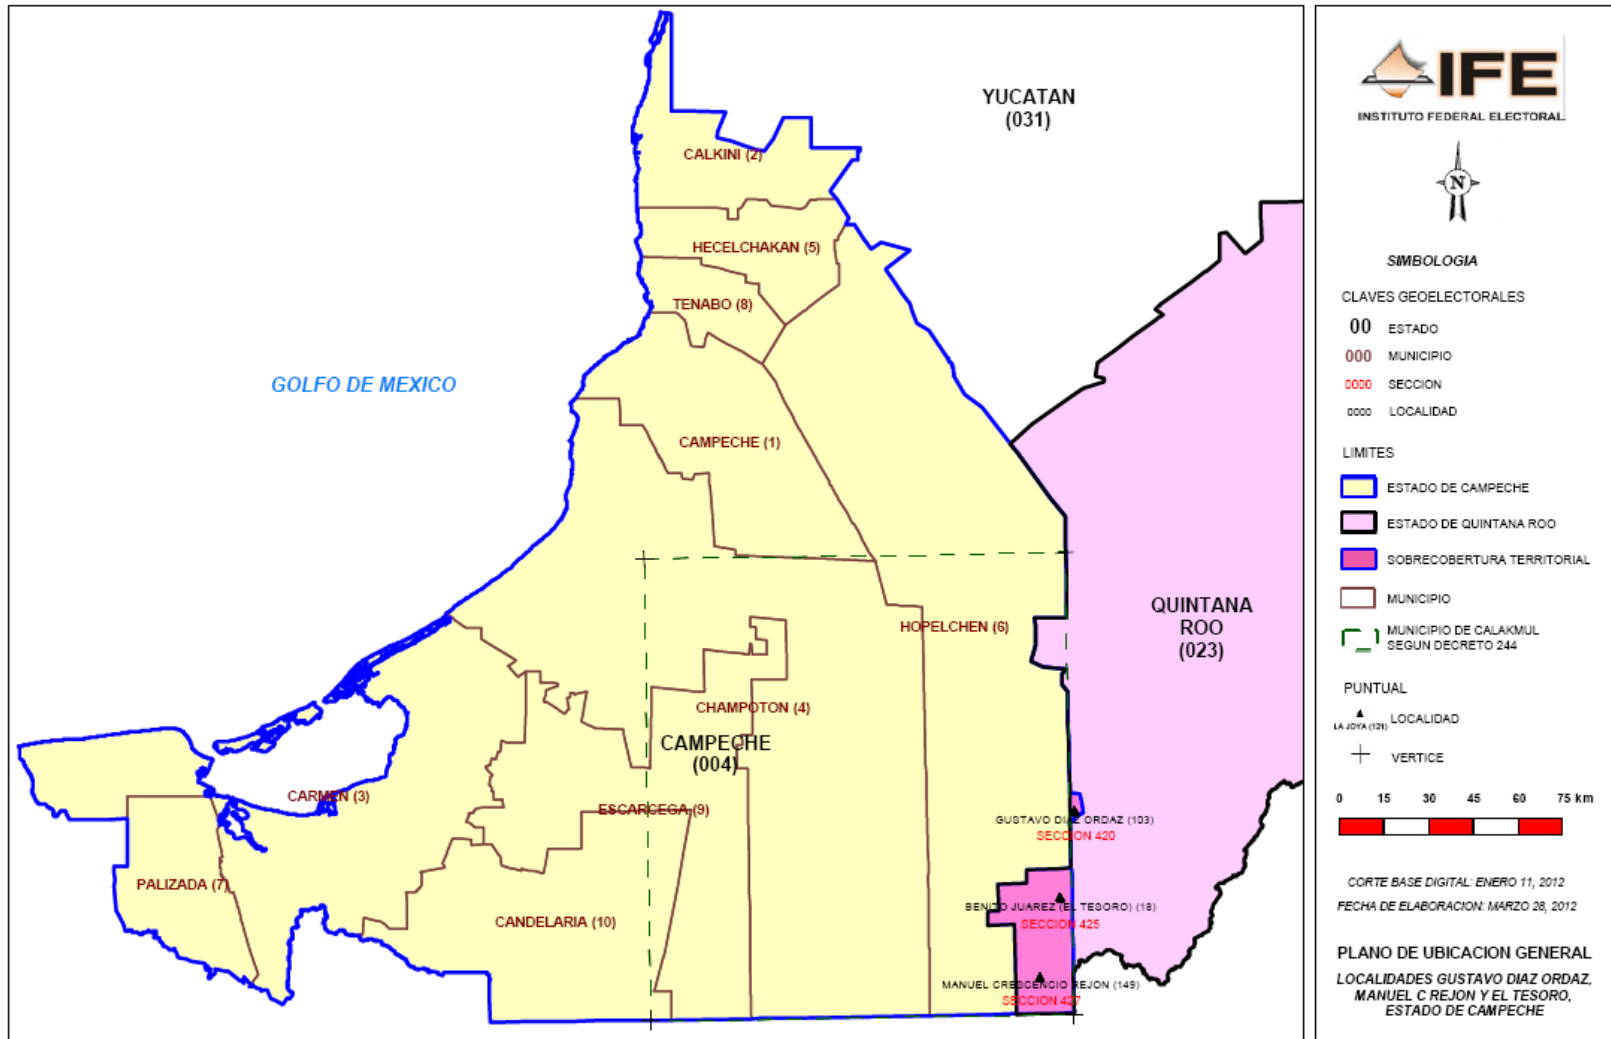 YUCATAN
(031)
CALKINI (2)
HECELCHAKAN (5)
TENABO (8)
GOLFO DE MEXICO
CAMPECHE (1)
HOPELCHEN (6)
QUINTANA
ROO
(023)
CHAMPOTON (4)
CAMPECHE
(004)
CARMEN (3)
ESCARCEGA (9)
GUSTAVO DIAZ ORDAZ (103)
SECCION 420
PALIZADA (7)
CANDELARIA (10)
BENITO JUAREZ (EL TESORO) (18)
SECCION 425
MANUEL CRESCENCIO REJON (149)
SECCION 427
IFE
INSTITUTO FEDERAL ELECTORAL
N
SIMBOLOGIA
CLAVES GEOELECTORALES
00 ESTADO
000 MUNICIPIO
0000 SECCION
0000 LOCALIDAD
LIMITES
ESTADO DE CAMPECHE
ESTADO DE QUINTANA ROO
SOBRECOBERTURA TERRITORIAL
MUNICIPIO
MUNICIPIO DE CALAKMUL
SEGUN DECRETO 244
PUNTUAL
LA JOYA (121) LOCALIDAD
VERTICE
0 15 30 45 60 75 km
CORTE BASE DIGITAL: ENERO 11, 2012
FECHA DE ELABORACION: MARZO 28, 2012
PLANO DE UBICACION GENERAL
LOCALIDADES GUSTAVO DIAZ ORDAZ,
MANUEL C REJON Y EL TESORO,
ESTADO DE CAMPECHE